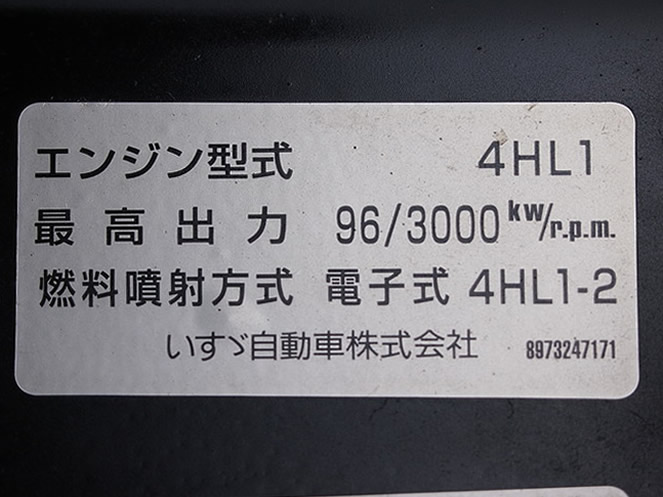 エンジン型式 4HL1
最高出力 96/3000 kW/r.p.m.
燃料噴射方式 電子式 4HL1-2
いすゞ自動車株式会社 8973247171